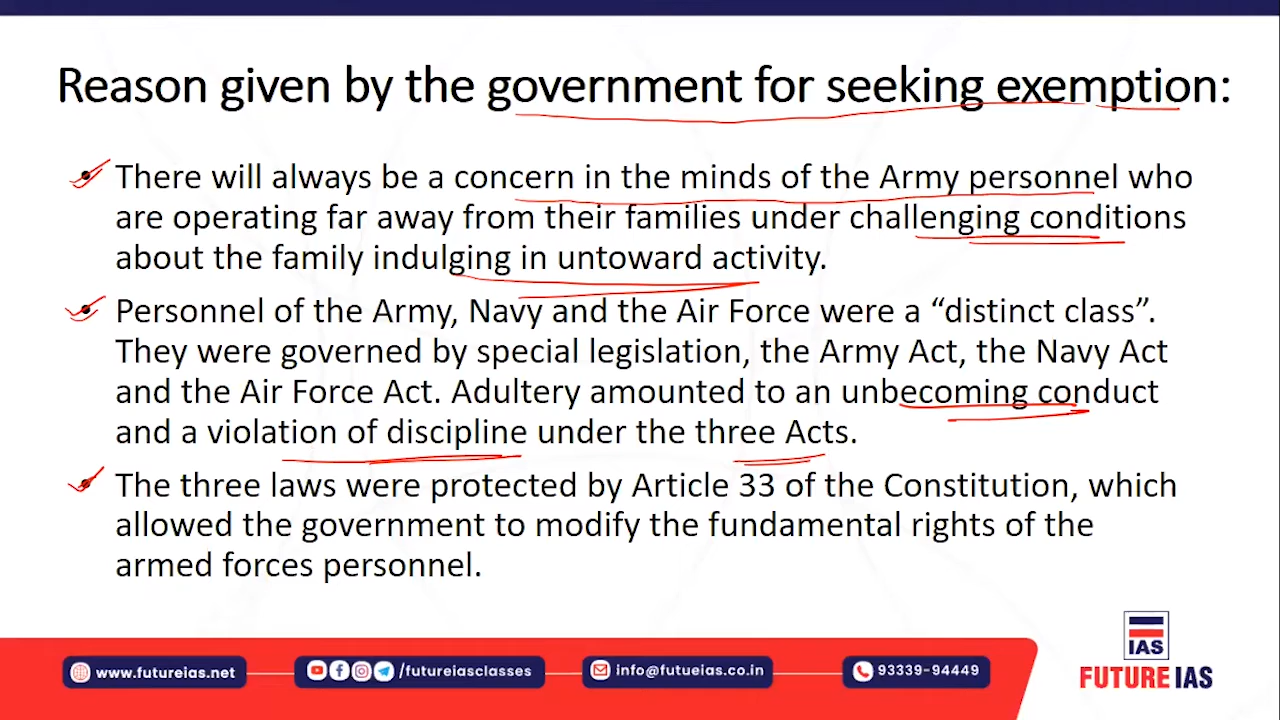 Reason given by the government for seeking exemption:
There will always be a concern in the minds of the Army personnel who
are operating far away from their families under challenging conditions
about the family indulging in untoward activity.
Personnel of the Army, Navy and the Air Force were a “distinct class”.
They were governed by special legislation, the Army Act, the Navy Act
and the Air Force Act. Adultery amounted to an unbecoming conduct
and a violation of discipline under the three Acts.
The three laws were protected by Article 33 of the Constitution, which
allowed the government to modify the fundamental rights of the
armed forces personnel.
IAS
FUTURE IAS
www.futureias.net
/futureiasclasses
info@futueias.co.in
93339-94449